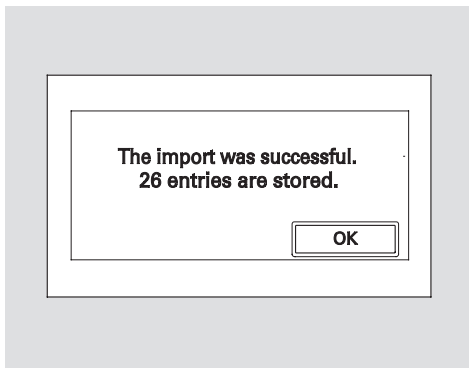 The import was successful.
26 entries are stored.
OK